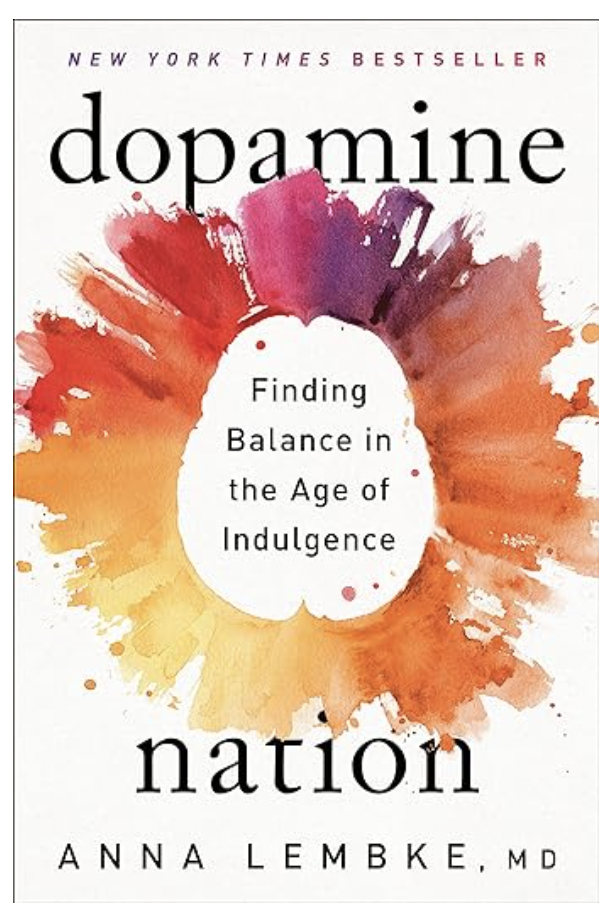 NEW YORK TIMES BESTSELLER
dopamine
Finding
Balance in
the Age of
Indulgence
nation
ANNA LEMBKE, MD